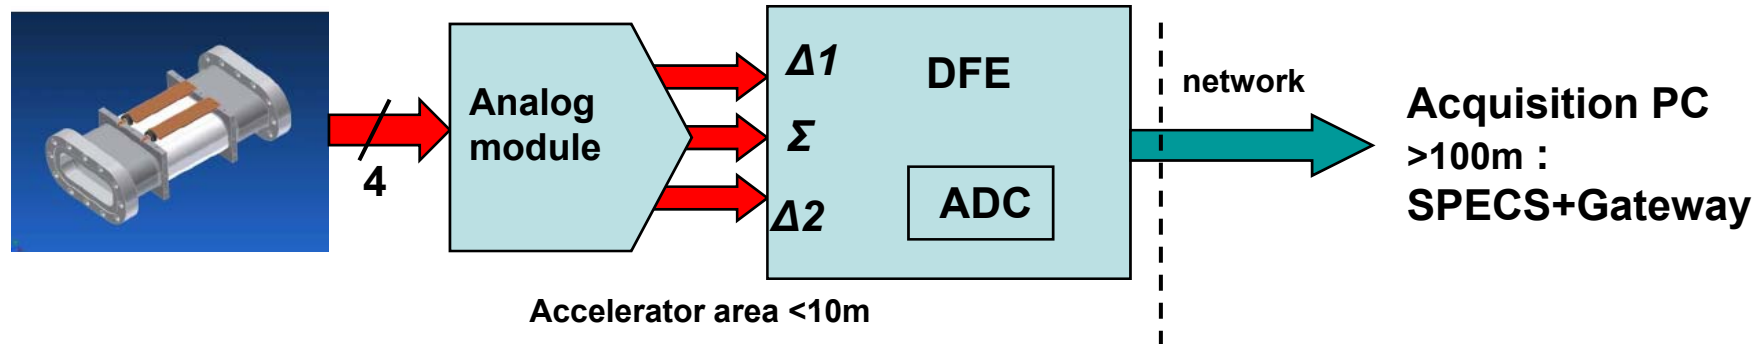 4
Analog
module
Δ1
Σ
Δ2
DFE
ADC
network
Acquisition PC
>100m :
SPECS+Gateway
Accelerator area <10m